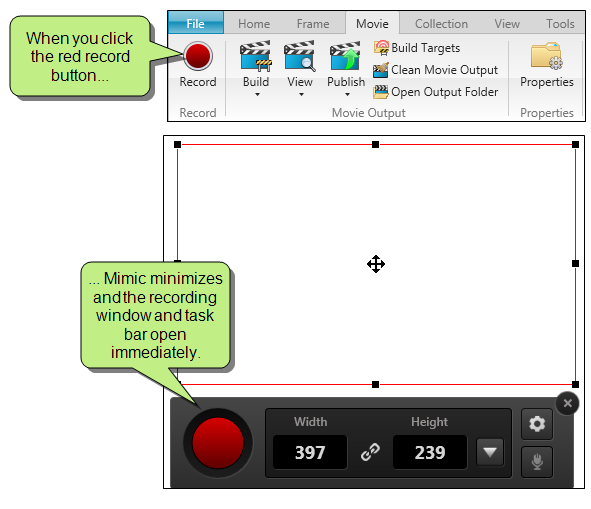 When you click
the red record
button...
File Home Frame Movie Collection View Tools
Record
Build
View
Publish
Build Targets
Clean Movie Output
Open Output Folder
Properties
Record Movie Output Properties
... Mimic minimizes
and the recording
window and task
bar open
immediately.
Width Height
397 239